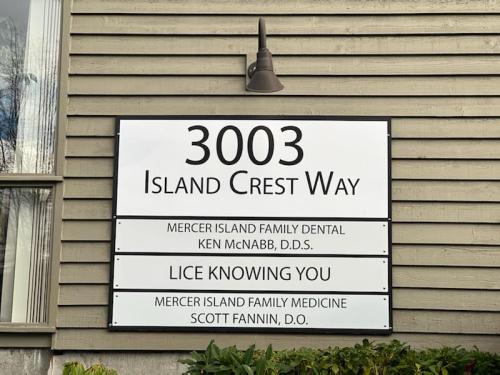 3003
ISLAND CREST WAY
MERCER ISLAND FAMILY DENTAL
KEN McNABB, D.D.S.
LICE KNOWING YOU
MERCER ISLAND FAMILY MEDICINE
SCOTT FANNIN, D.O.